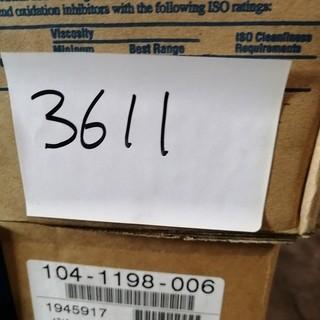 and oxidation inhibitors with the following ISO ratings:
Viscosity ISO Cleanliness
Minimum Best Range Requirements
3611
104-1198-006
1945917